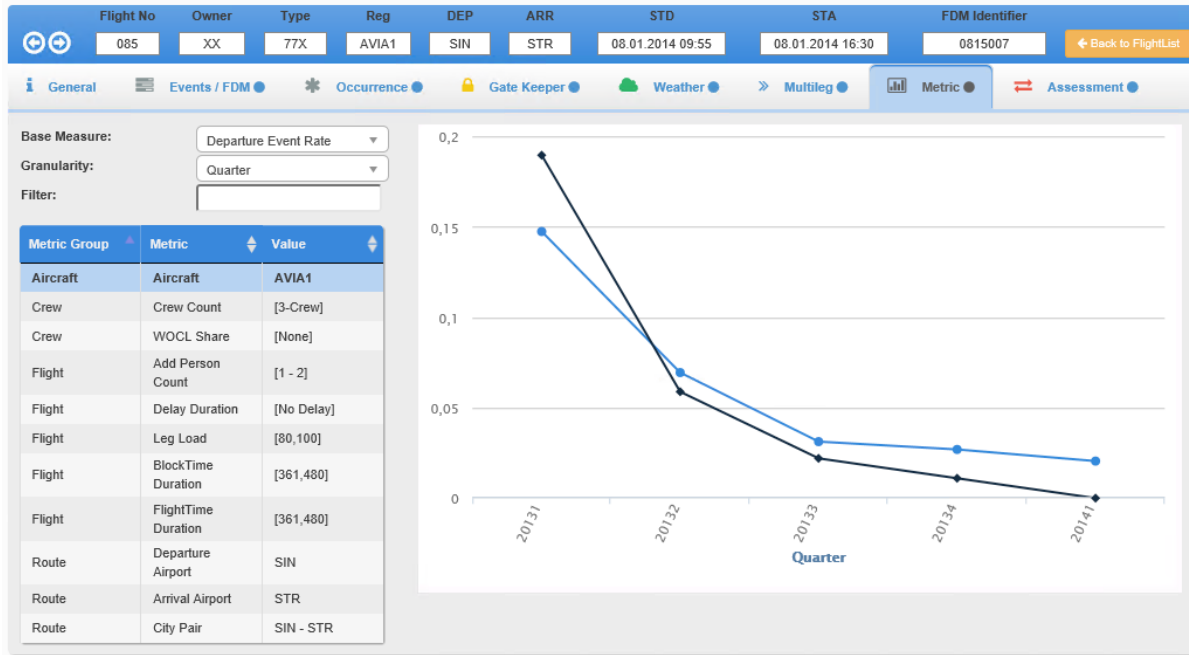 Flight No Owner Type Reg DEP ARR STD STA FDM Identifier
085 XX 77X AVIA1 SIN STR 08.01.2014 09:55 08.01.2014 16:30 0815007 Back to FlightList
i General Events / FDM Occurrence Gate Keeper Weather Multileg Metric Assessment
Base Measure: Departure Event Rate
Granularity: Quarter
Filter:
Metric Group Metric Value
Aircraft Aircraft AVIA1
Crew Crew Count [3-Crew]
Crew WOCL Share [None]
Flight Add Person Count [1 - 2]
Flight Delay Duration [No Delay]
Flight Leg Load [80,100]
Flight BlockTime Duration [361,480]
Flight FlightTime Duration [361,480]
Route Departure Airport SIN
Route Arrival Airport STR
Route City Pair SIN - STR
0,2
0,15
0,1
0,05
0
20131 20132 20133 20134 20141
Quarter